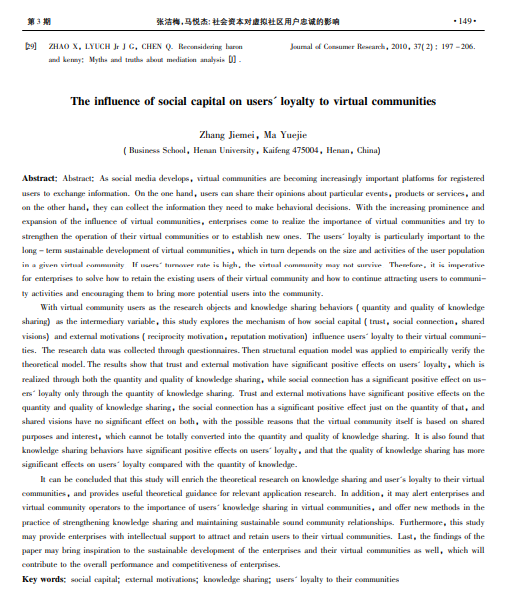 第 3 期 张洁梅,马悦杰:社会资本对虚拟社区用户忠诚的影响 ·149·
[29] ZHAO X, LYUCH Jr J G, CHEN Q. Reconsidering baron and kenny: Myths and truths about mediation analysis [J]. Journal of Consumer Research, 2010, 37(2): 197-206.
The influence of social capital on users´ loyalty to virtual communities
Zhang Jiemei, Ma Yuejie
( Business School, Henan University, Kaifeng 475004, Henan, China)
Abstract: Abstract: As social media develops, virtual communities are becoming increasingly important platforms for registered
users to exchange information. On the one hand, users can share their opinions about particular events, products or services, and
on the other hand, they can collect the information they need to make behavioral decisions. With the increasing prominence and
expansion of the influence of virtual communities, enterprises come to realize the importance of virtual communities and try to
strengthen the operation of their virtual communities or to establish new ones. The users´ loyalty is particularly important to the
long-term sustainable development of virtual communities, which in turn depends on the size and activities of the user population
in a given virtual community. If users´ turnover rate is high, the virtual community may not survive. Therefore, it is imperative
for enterprises to solve how to retain the existing users of their virtual community and how to continue attracting users to communi-
ty activities and encouraging them to bring more potential users into the community.
With virtual community users as the research objects and knowledge sharing behaviors ( quantity and quality of knowledge
sharing) as the intermediary variable, this study explores the mechanism of how social capital ( trust, social connection, shared
visions) and external motivations ( reciprocity motivation, reputation motivation) influence users´ loyalty to their virtual communi-
ties. The research data was collected through questionnaires. Then structural equation model was applied to empirically verify the
theoretical model. The results show that trust and external motivation have significant positive effects on users´ loyalty, which is
realized through both the quantity and quality of knowledge sharing, while social connection has a significant positive effect on us-
ers´ loyalty only through the quantity of knowledge sharing. Trust and external motivations have significant positive effects on the
quantity and quality of knowledge sharing, the social connection has a significant positive effect just on the quantity of that, and
shared visions have no significant effect on both, with the possible reasons that the virtual community itself is based on shared
purposes and interest, which cannot be totally converted into the quantity and quality of knowledge sharing. It is also found that
knowledge sharing behaviors have significant positive effects on users´ loyalty, and that the quality of knowledge sharing has more
significant effects on users´ loyalty compared with the quantity of knowledge.
It can be concluded that this study will enrich the theoretical research on knowledge sharing and user´s loyalty to their virtual
communities, and provides useful theoretical guidance for relevant application research. In addition, it may alert enterprises and
virtual community operators to the importance of users´ knowledge sharing in virtual communities, and offer new methods in the
practice of strengthening knowledge sharing and maintaining sustainable sound community relationships. Furthermore, this study
may provide enterprises with intellectual support to attract and retain users to their virtual communities. Last, the findings of the
paper may bring inspiration to the sustainable development of the enterprises and their virtual communities as well, which will
contribute to the overall performance and competitiveness of enterprises.
Key words: social capital; external motivations; knowledge sharing; users´ loyalty to their communities